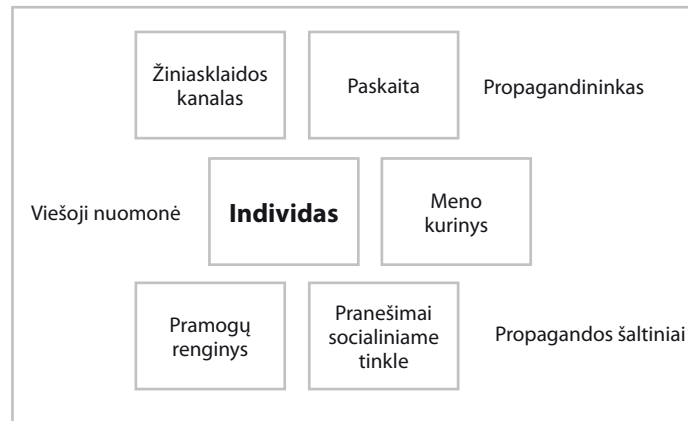 Žiniasklaidos
kanalas
Paskaita
Propagandininkas
Viešoji nuomonė
Individas
Meno
kurinys
Pramogų
renginys
Pranešimai
socialiniame
tinkle
Propagandos šaltiniai